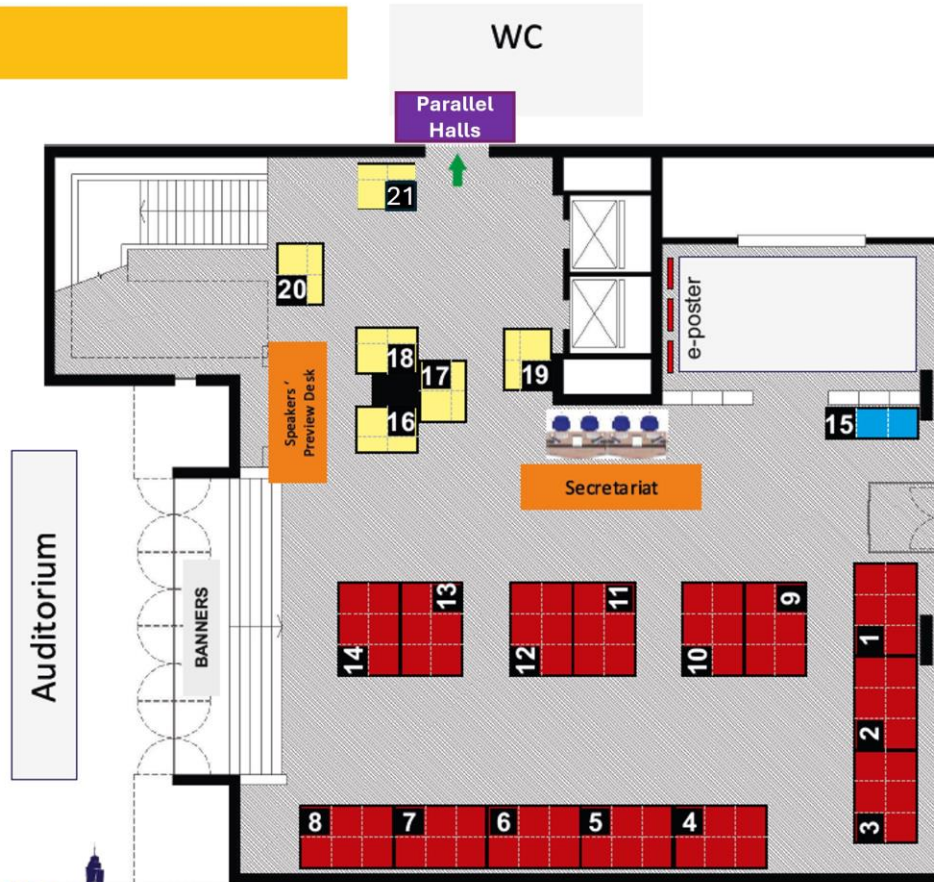 WC
Parallel
Halls
21
20
18
17
19
16
e-poster
15
Speakers'
Preview Desk
Secretariat
Auditorium
BANNERS
13
14
11
12
9
10
1
2
3
8
7
6
5
4